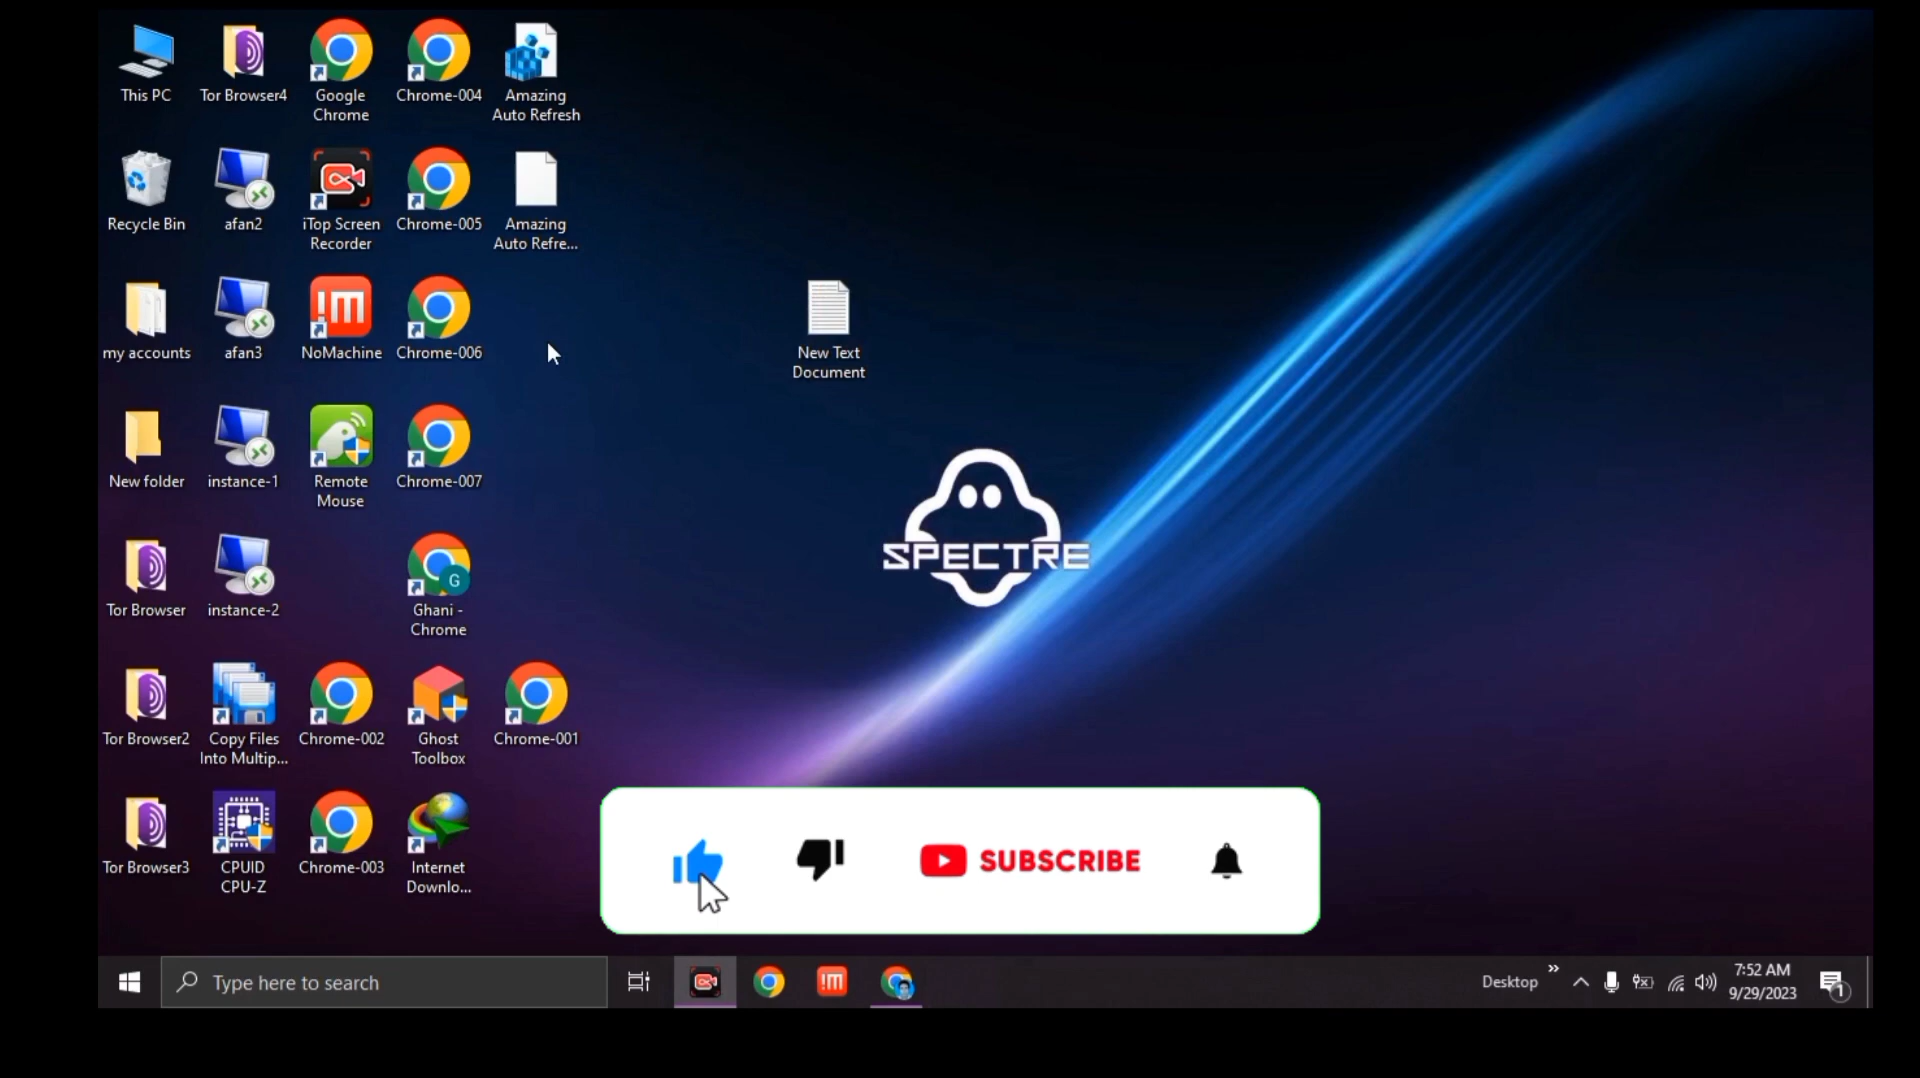 This PC
Tor Browser4
Google
Chrome
Chrome-004
Amazing
Auto Refresh
Recycle Bin
afan2
iTop Screen
Recorder
Chrome-005
Amazing
Auto Refre...
my accounts
afan3
NoMachine
Chrome-006
New Text
Document
New folder
instance-1
Remote
Mouse
Chrome-007
SPECTRE
Tor Browser
instance-2
G
Ghani -
Chrome
Tor Browser2
Copy Files
Into Multip...
Chrome-002
Ghost
Toolbox
Chrome-001
Tor Browser3
CPUID
CPU-Z
Chrome-003
Internet
Downlo...
SUBSCRIBE
Type here to search
Desktop
7:52 AM
9/29/2023
1